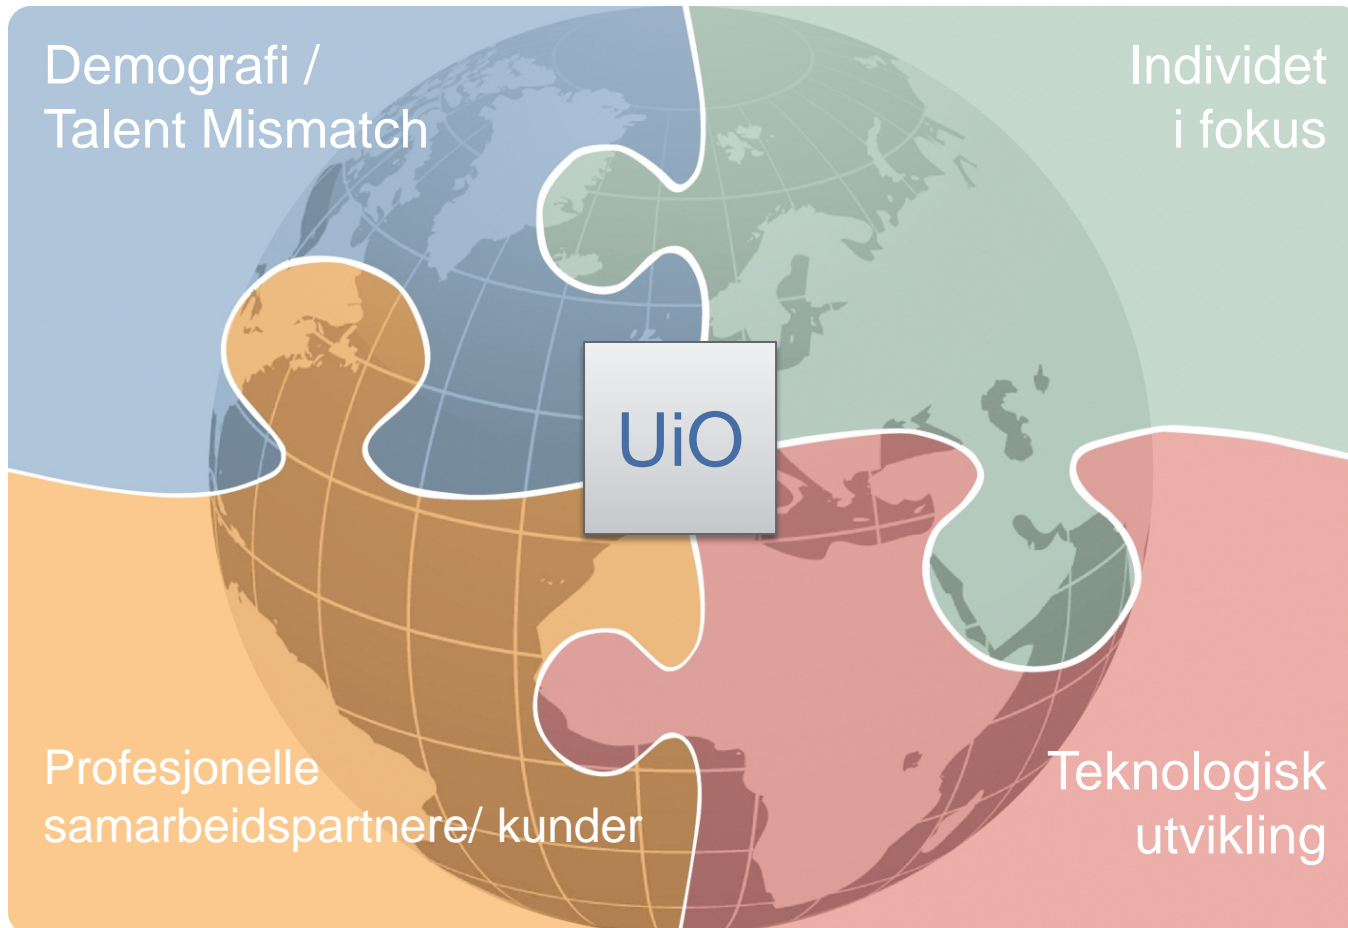 Demografi /
Talent Mismatch
Individet
i fokus
UiO
Profesjonelle
samarbeidspartnere/ kunder
Teknologisk
utvikling